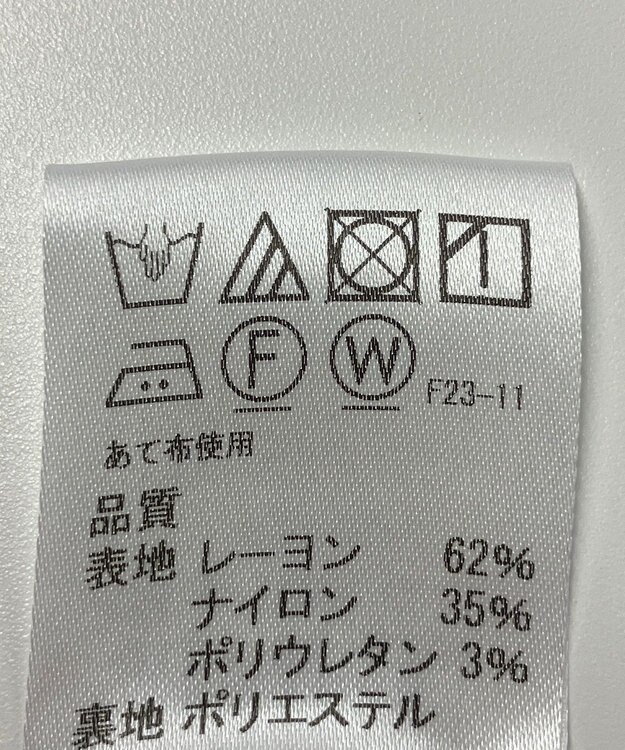 F W F23-11
あて布使用
品質
表地 レーヨン 62%
ナイロン 35%
ポリウレタン 3%
裏地 ポリエステル